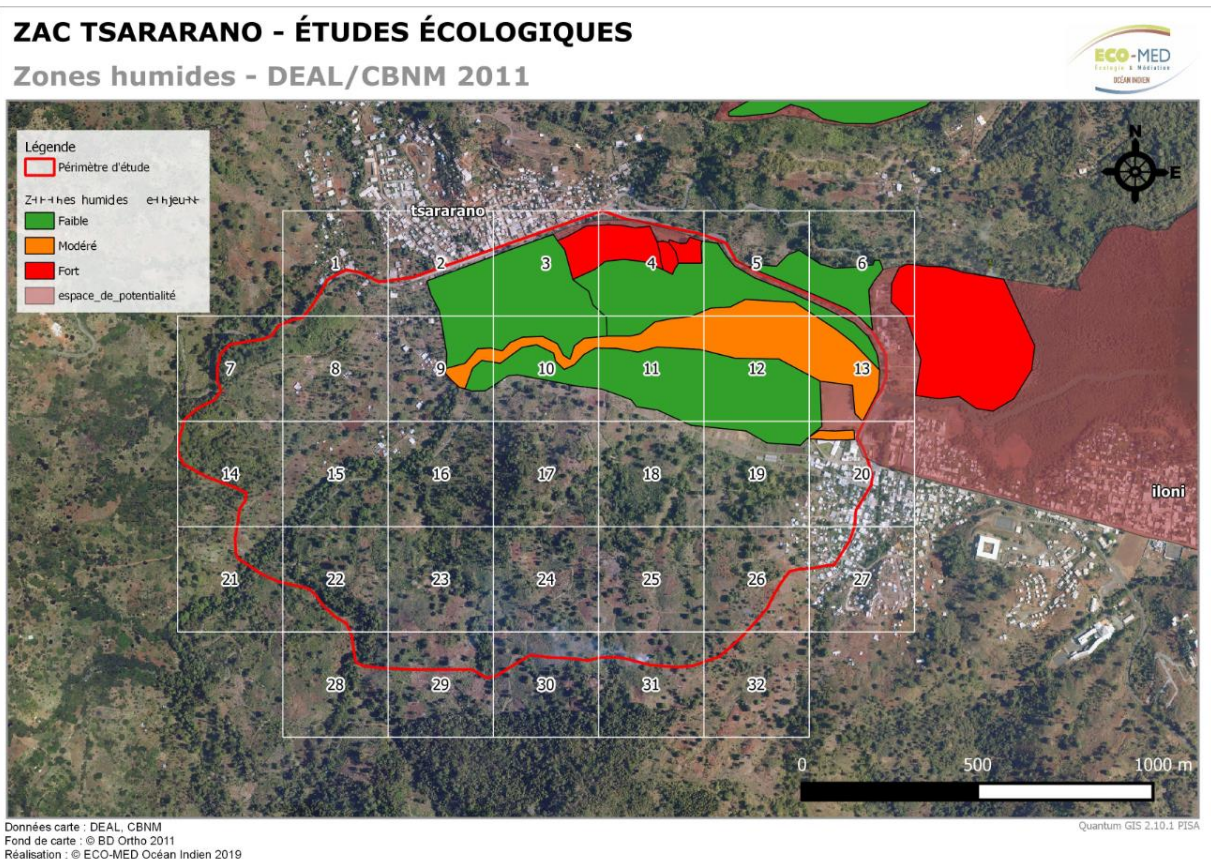 ZAC TSARARANO - ÉTUDES ÉCOLOGIQUES
Zones humides - DEAL/CBNM 2011
ECO-MED
Ecologie & Médiation
OCÉAN INDIEN
Légende
Périmètre d'étude
humides
Faible
Modéré
Fort
espace_de_potentialité
N
E
tsararano
1
2
3
4
5
6
7
8
9
10
11
12
13
14
15
16
17
18
19
20
iloni
21
22
23
24
25
26
27
28
29
30
31
32
0 500 1000 m
Données carte : DEAL, CBNM
Fond de carte : © BD Ortho 2011
Réalisation : © ECO-MED Océan Indien 2019
Quantum GIS 2.10.1 PISA